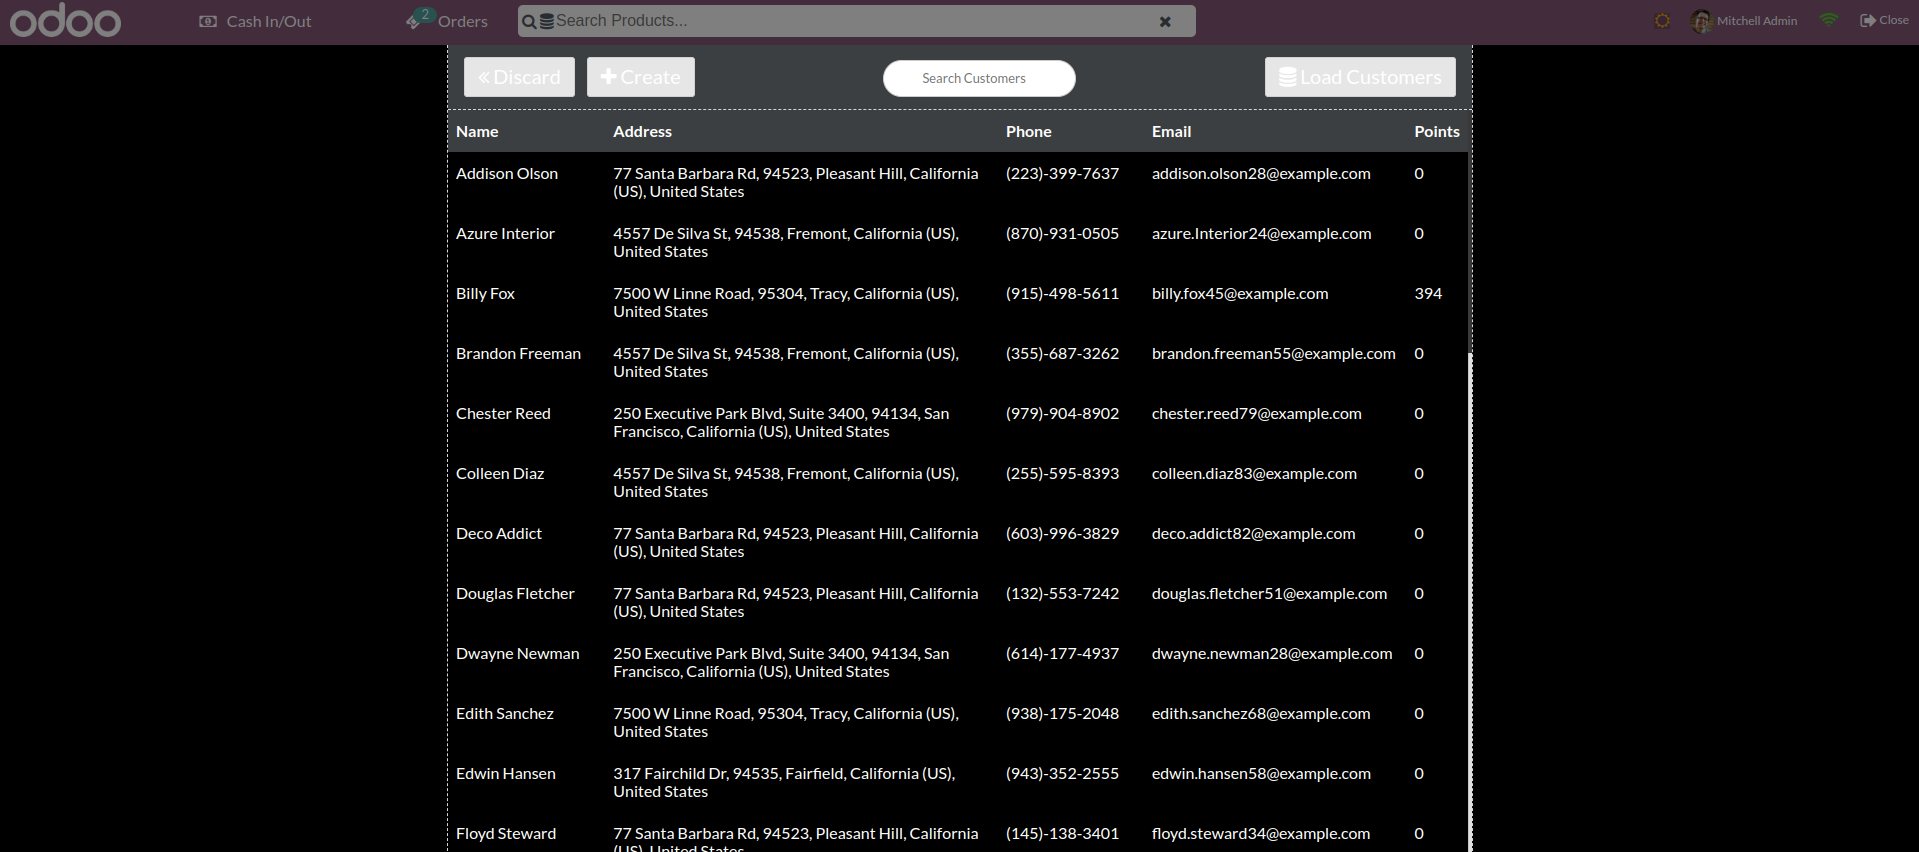 odoo
Cash In/Out
2
Orders
Search Products...
Mitchell Admin
Close
Discard
Create
Search Customers
Load Customers
Name Address Phone Email Points
Addison Olson 77 Santa Barbara Rd, 94523, Pleasant Hill, California (223)-399-7637 addison.olson28@example.com 0
(US), United States
Azure Interior 4557 De Silva St, 94538, Fremont, California (US), (870)-931-0505 azure.Interior24@example.com 0
United States
Billy Fox 7500 W Linne Road, 95304, Tracy, California (US), (915)-498-5611 billy.fox45@example.com 394
United States
Brandon Freeman 4557 De Silva St, 94538, Fremont, California (US), (355)-687-3262 brandon.freeman55@example.com 0
United States
Chester Reed 250 Executive Park Blvd, Suite 3400, 94134, San (979)-904-8902 chester.reed79@example.com 0
Francisco, California (US), United States
Colleen Diaz 4557 De Silva St, 94538, Fremont, California (US), (255)-595-8393 colleen.diaz83@example.com 0
United States
Deco Addict 77 Santa Barbara Rd, 94523, Pleasant Hill, California (603)-996-3829 deco.addict82@example.com 0
(US), United States
Douglas Fletcher 77 Santa Barbara Rd, 94523, Pleasant Hill, California (132)-553-7242 douglas.fletcher51@example.com 0
(US), United States
Dwayne Newman 250 Executive Park Blvd, Suite 3400, 94134, San (614)-177-4937 dwayne.newman28@example.com 0
Francisco, California (US), United States
Edith Sanchez 7500 W Linne Road, 95304, Tracy, California (US), (938)-175-2048 edith.sanchez68@example.com 0
United States
Edwin Hansen 317 Fairchild Dr, 94535, Fairfield, California (US), (943)-352-2555 edwin.hansen58@example.com 0
United States
Floyd Steward 77 Santa Barbara Rd, 94523, Pleasant Hill, California (145)-138-3401 floyd.steward34@example.com 0
(US), United States